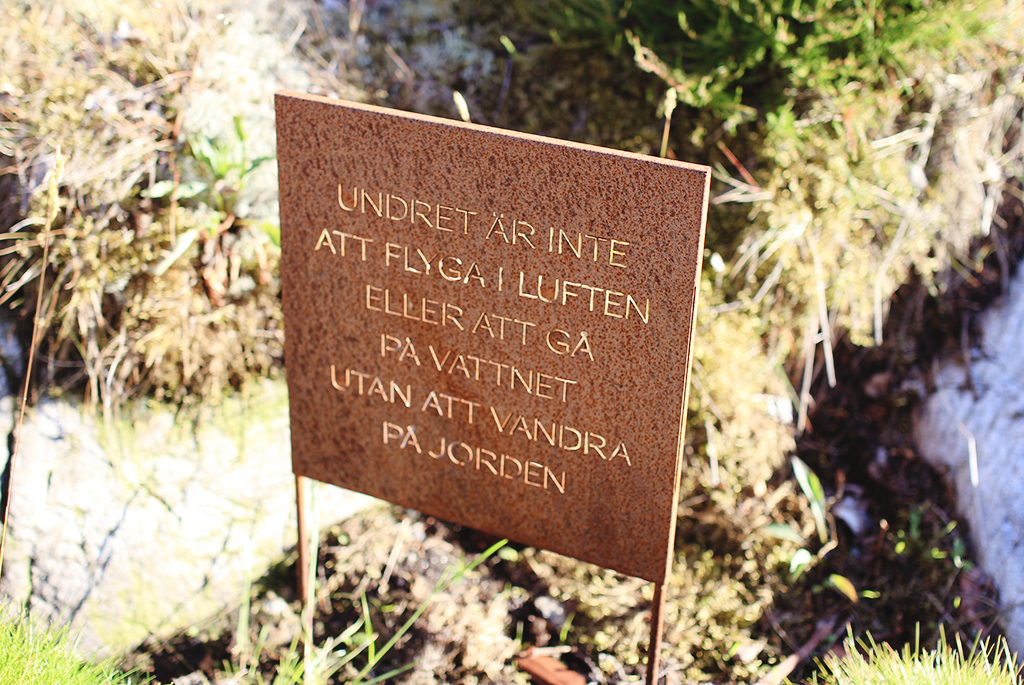 UNDRET ÄR INTE
ATT FLYGA I LUFTEN
ELLER ATT GÅ
PÅ VATTNET
UTAN ATT VANDRA
PÅ JORDEN